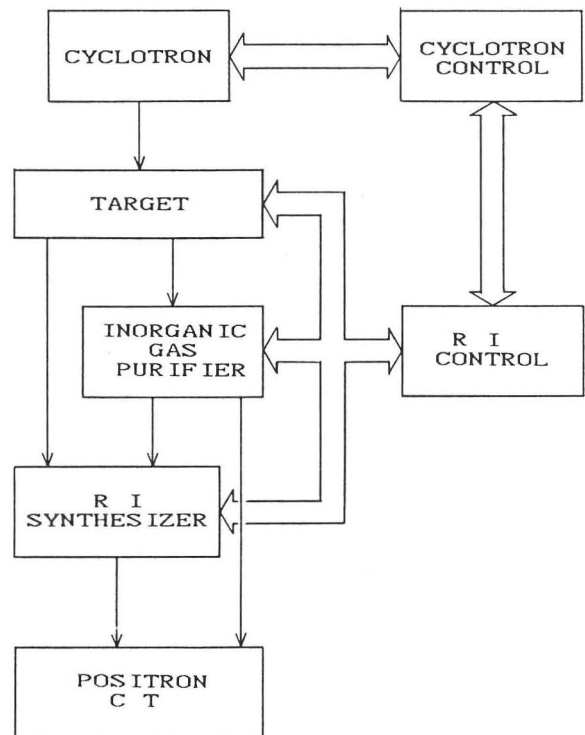 CYCLOTRON
CYCLOTRON
CONTROL
TARGET
INORGANIC
GAS
PURIFIER
R I
CONTROL
R I
SYNTHESIZER
POSITRON
C T